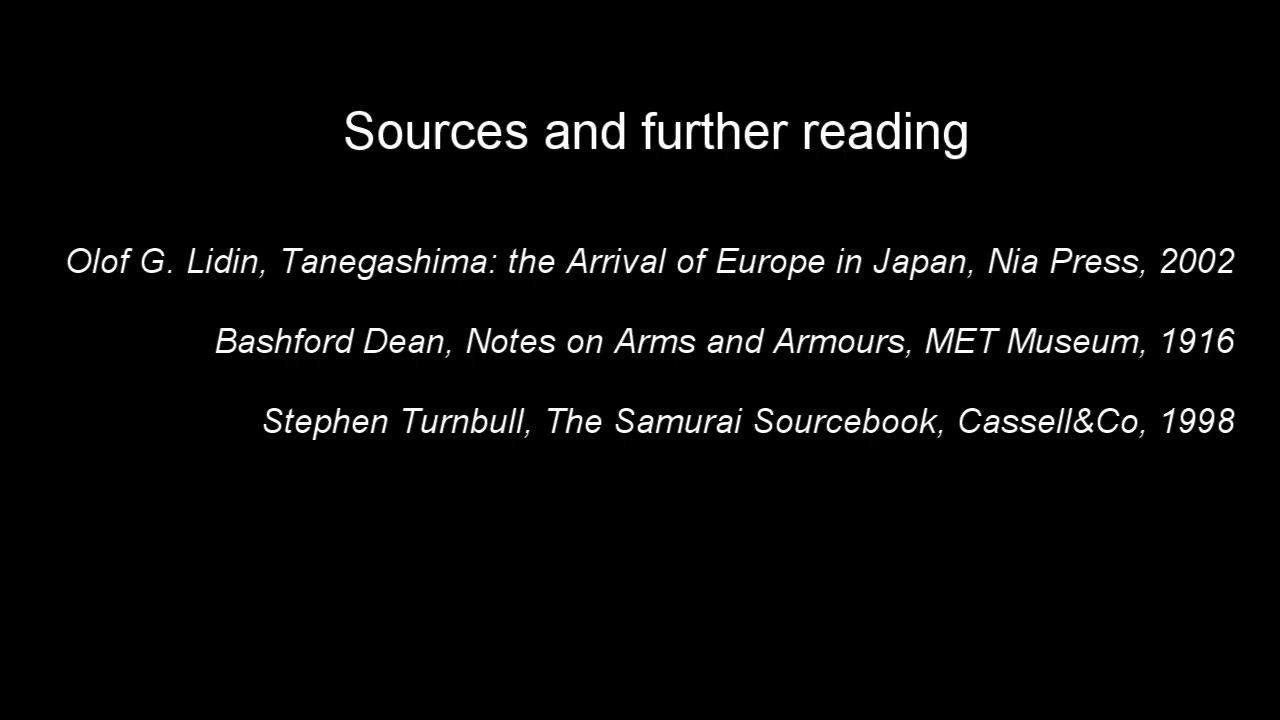 Sources and further reading
Olof G. Lidin, Tanegashima: the Arrival of Europe in Japan, Nia Press, 2002
Bashford Dean, Notes on Arms and Armours, MET Museum, 1916
Stephen Turnbull, The Samurai Sourcebook, Cassell&Co, 1998